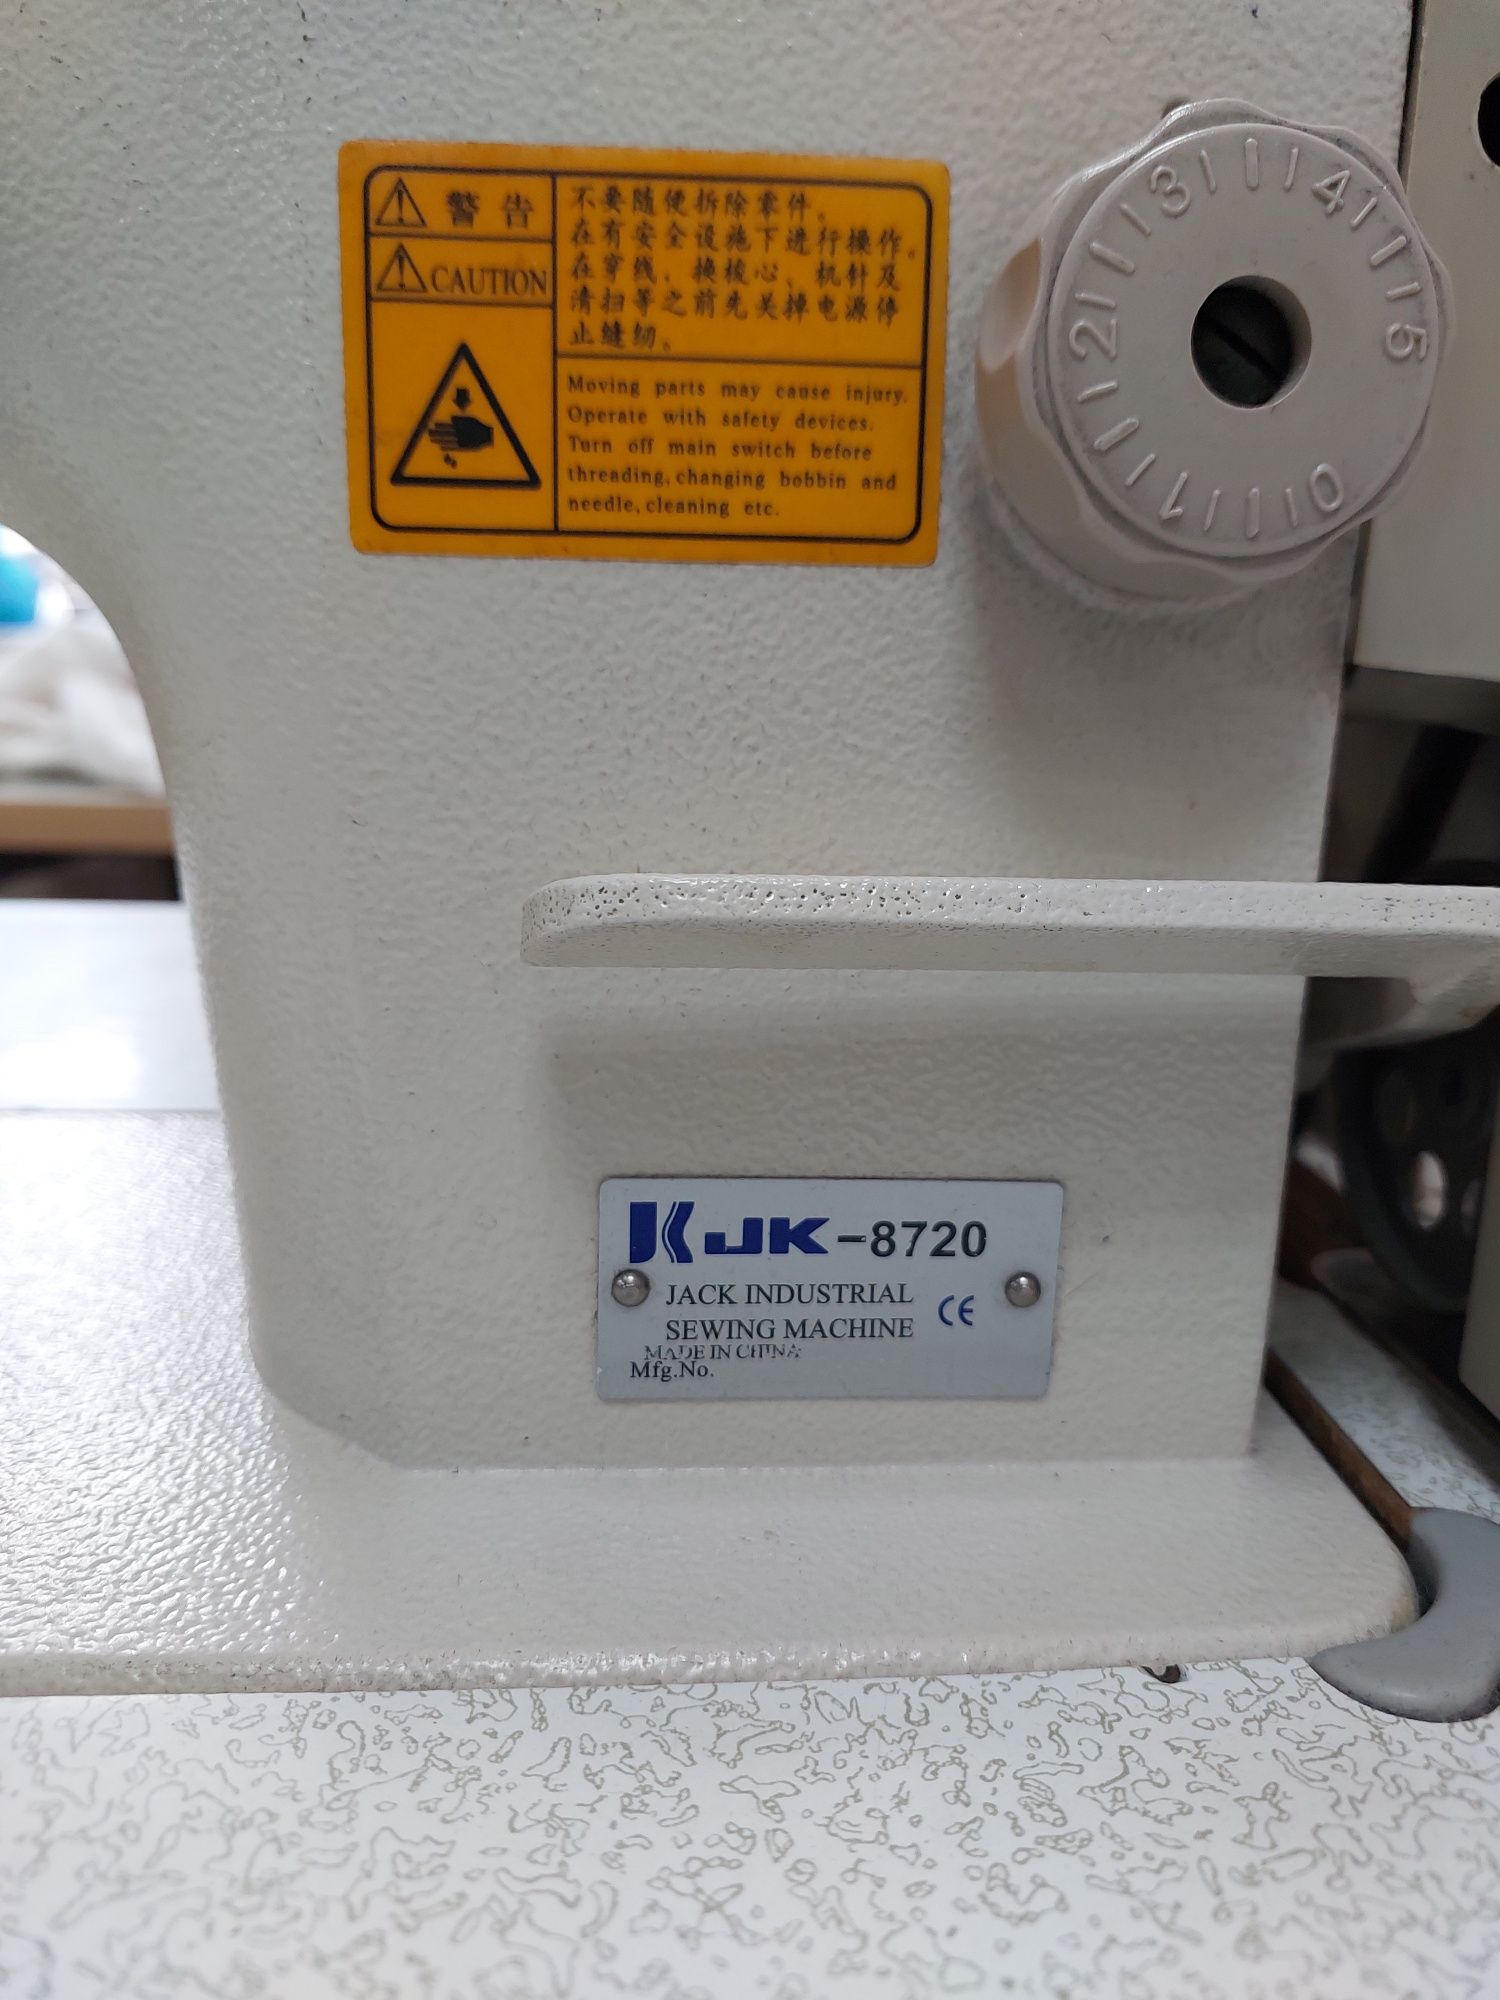 警告
CAUTION
不要随便拆除零件。
在有安全设施下进行操作。
在穿线、换梭心、机针及
清扫等之前先关掉电源停
止缝纫。
Moving parts may cause injury.
Operate with safety devices.
Turn off main switch before
threading, changing bobbin and
needle, cleaning etc.
0 1 2 3 4 5
JK-8720
JACK INDUSTRIAL
SEWING MACHINE
CE
MADE IN CHINA
Mfg.No.